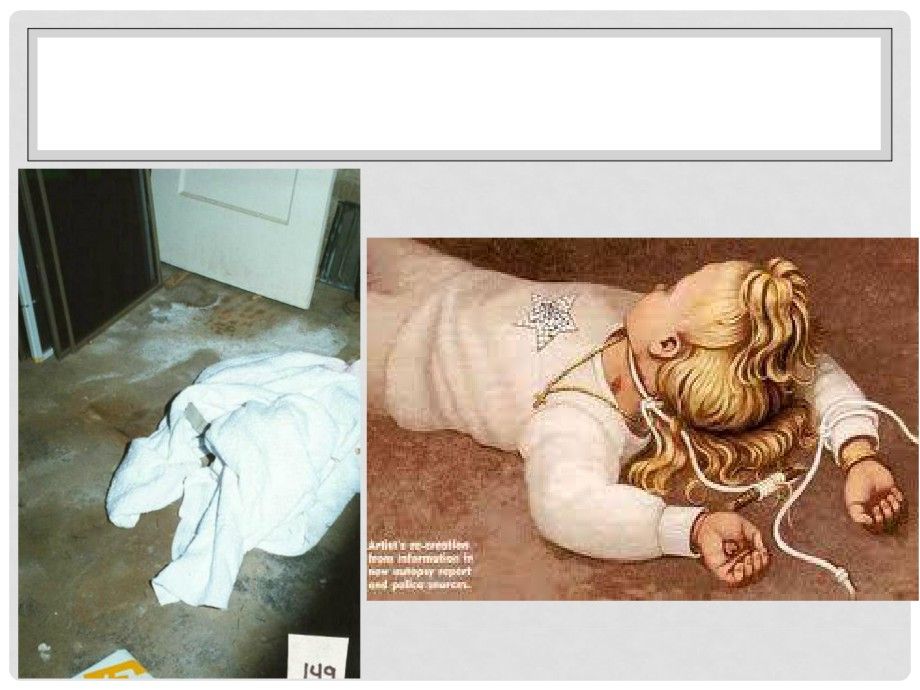 Artist's re-creation
from information in
new autopsy report
and police sources.
149